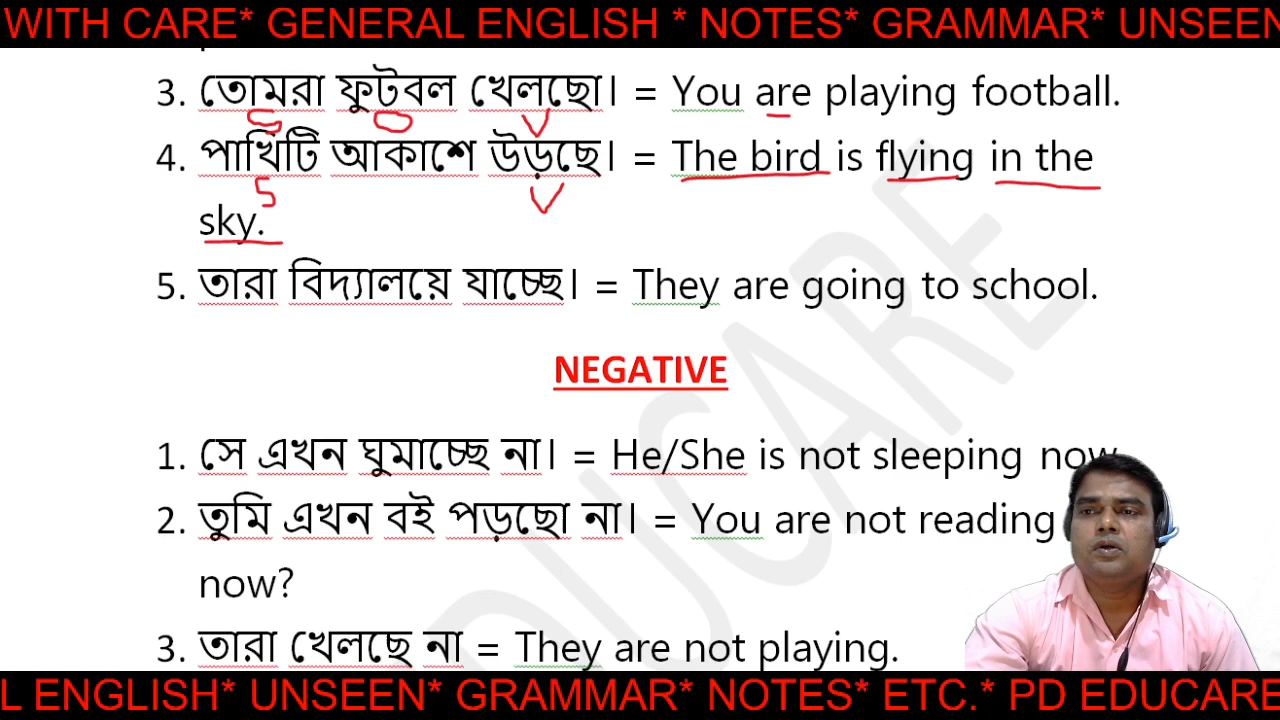 WITH CARE* GENERAL ENGLISH * NOTES* GRAMMAR* UNSEEN
3. তোমরা ফুটবল খেলছো। = You are playing football.
4. পাখিটি আকাশে উড়ছে। = The bird is flying in the
sky.
5. তারা বিদ্যালয়ে যাচ্ছে। = They are going to school.
NEGATIVE
1. সে এখন ঘুমাচ্ছে না। = He/She is not sleeping now
2. তুমি এখন বই পড়ছো না। = You are not reading
now?
3. তারা খেলছে না = They are not playing.
EDUCARE
L ENGLISH* UNSEEN* GRAMMAR* NOTES* ETC.* PD EDUCARE